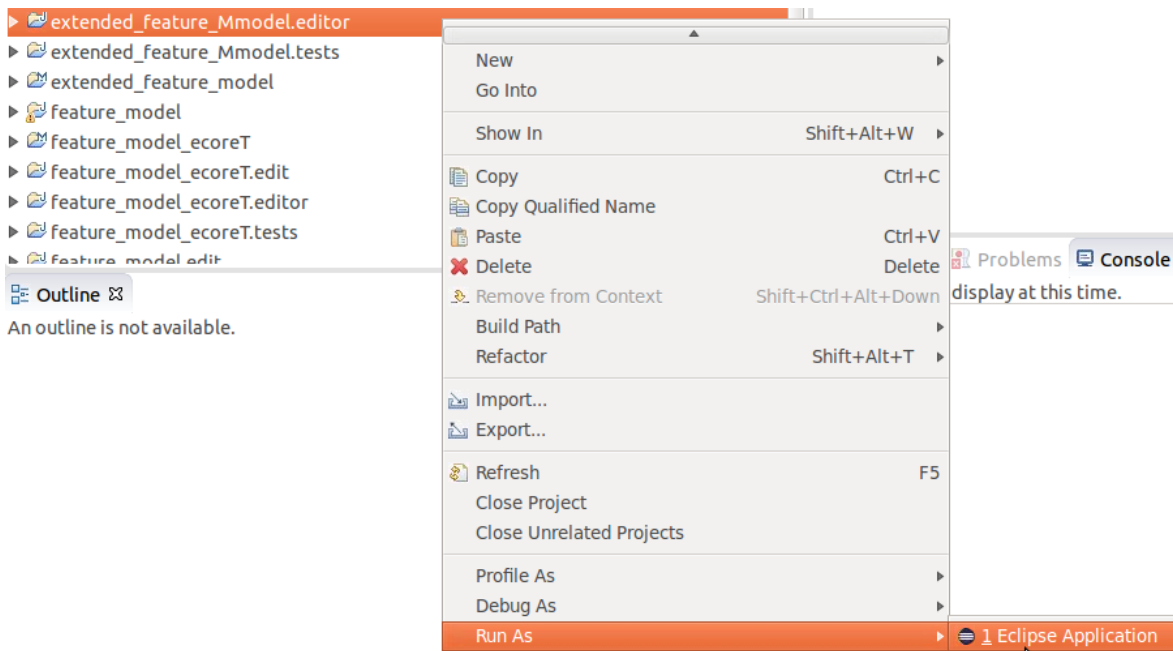 extended_feature_Mmodel.editor
extended_feature_Mmodel.tests
extended_feature_model
feature_model
feature_model_ecoreT
feature_model_ecoreT.edit
feature_model_ecoreT.editor
feature_model_ecoreT.tests
feature_model.edit
Outline
An outline is not available.
New
Go Into
Show In Shift+Alt+W
Copy Ctrl+C
Copy Qualified Name
Paste Ctrl+V
Delete Delete
Remove from Context Shift+Ctrl+Alt+Down
Build Path
Refactor Shift+Alt+T
Import...
Export...
Refresh F5
Close Project
Close Unrelated Projects
Profile As
Debug As
Run As
1 Eclipse Application
Problems Console
display at this time.